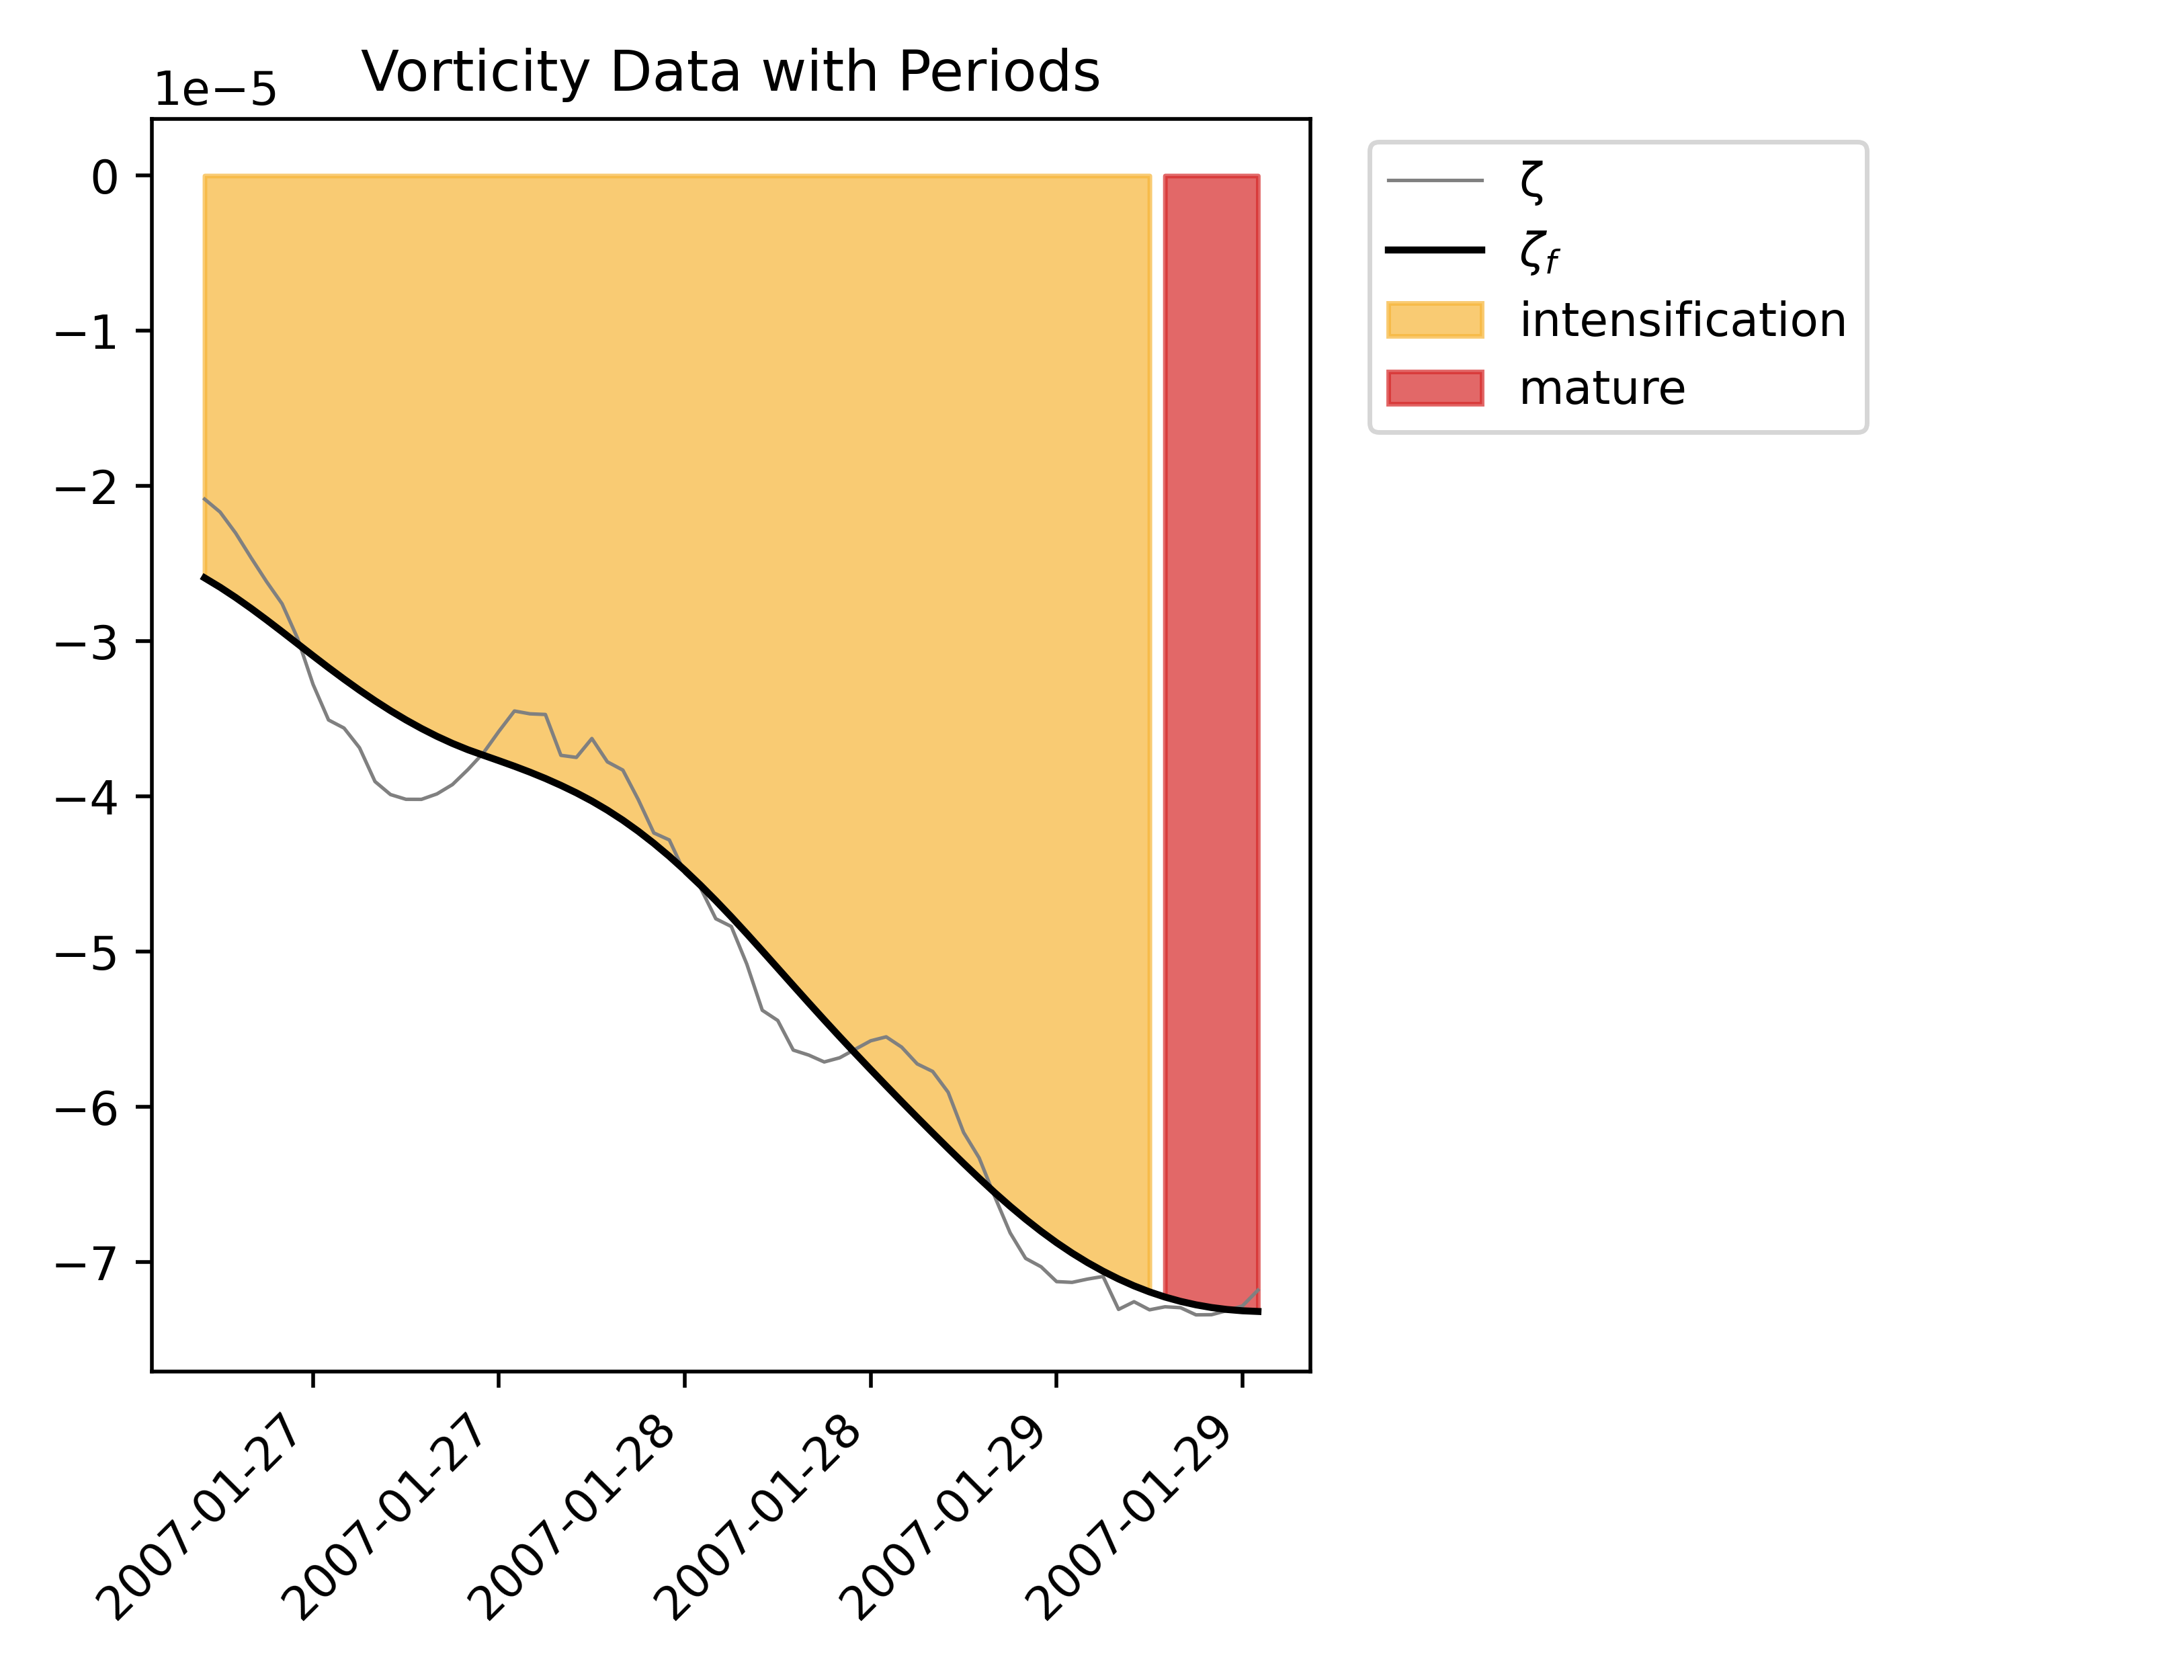 Vorticity Data with Periods
1e−5
0
−1
−2
−3
−4
−5
−6
−7
2007-01-27
2007-01-27
2007-01-28
2007-01-28
2007-01-29
2007-01-29
ζ
ζf
intensification
mature